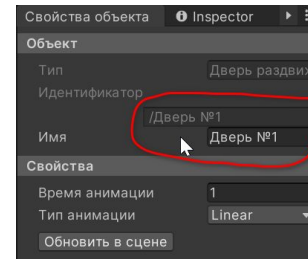 Свойства объекта Inspector
Объект
Тип Дверь раздвиж
Идентификатор
/Дверь №1
Имя Дверь №1
Свойства
Время анимации 1
Тип анимации Linear
Обновить в сцене